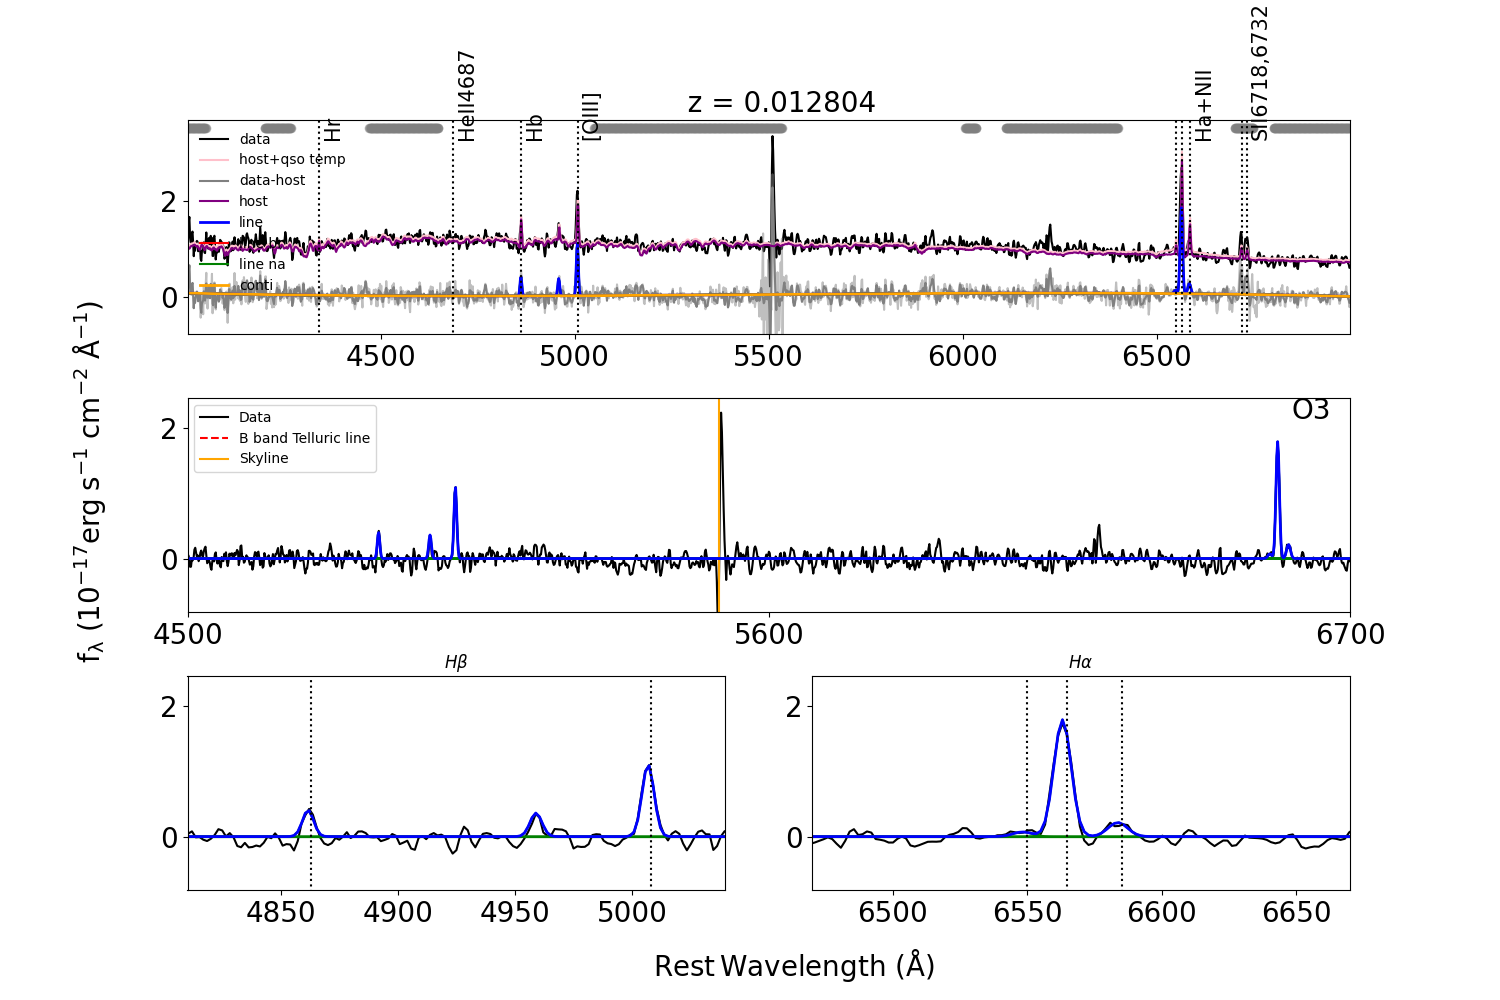 z = 0.012804
Hr
HeII4687
Hb
[OIII]
Ha+NII
SII6718,6732
data
host+qso temp
data-host
host
line
line na
conti
2
0
4500 5000 5500 6000 6500
O3
Data
B band Telluric line
Skyline
2
0
4500 5600 6700
fλ (10−17erg s−1 cm−2 Å−1)
Hβ
2
0
4850 4900 4950 5000
Hα
2
0
6500 6550 6600 6650
Rest Wavelength (Å)